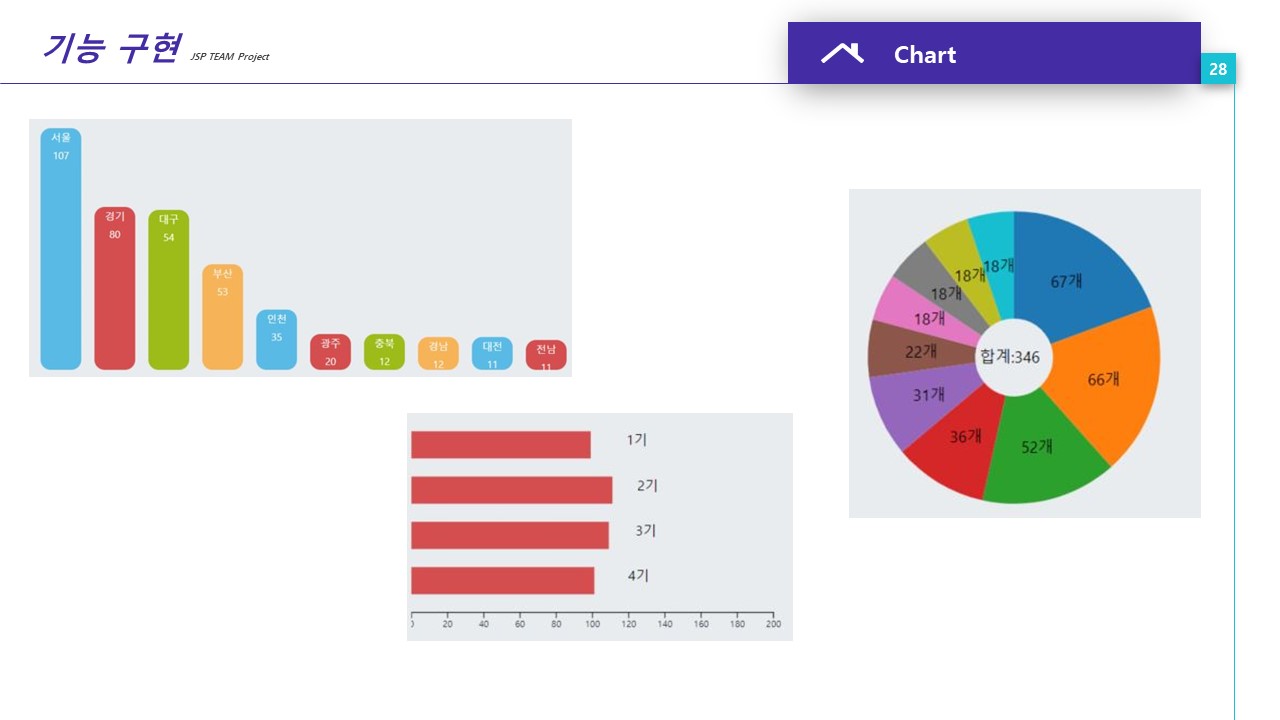 기능 구현 JSP TEAM Project
Chart
28
서울
107
경기
80
대구
54
부산
53
인천
35
광주
20
충북
12
경남
12
대전
11
전남
11
67개
66개
52개
36개
31개
22개
18개
18개
18개
18개
합계:346
1기
2기
3기
4기
0 20 40 60 80 100 120 140 160 180 200